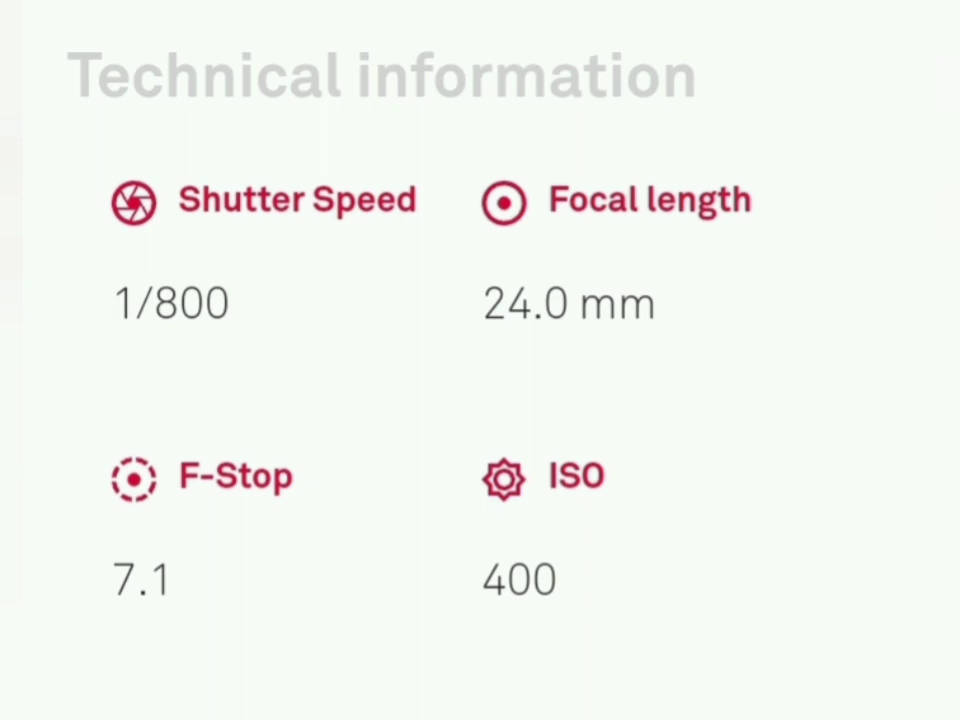 Technical information
Shutter Speed Focal length
1/800 24.0 mm
F-Stop ISO
7.1 400